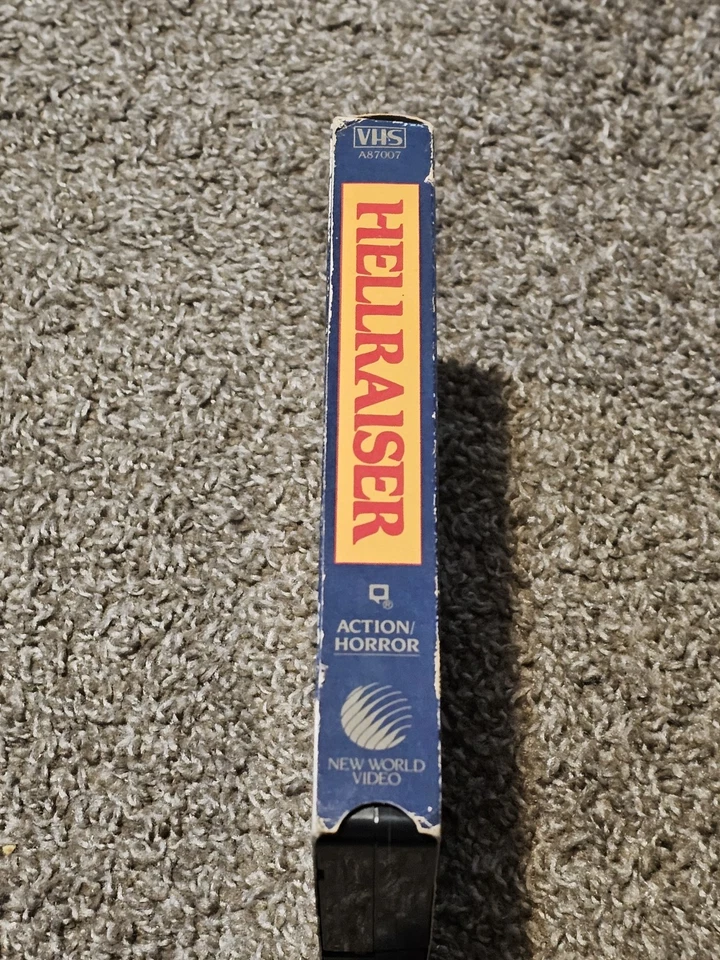 VHS
A87007
HELLRAISER
®
ACTION/
HORROR
NEW WORLD
VIDEO